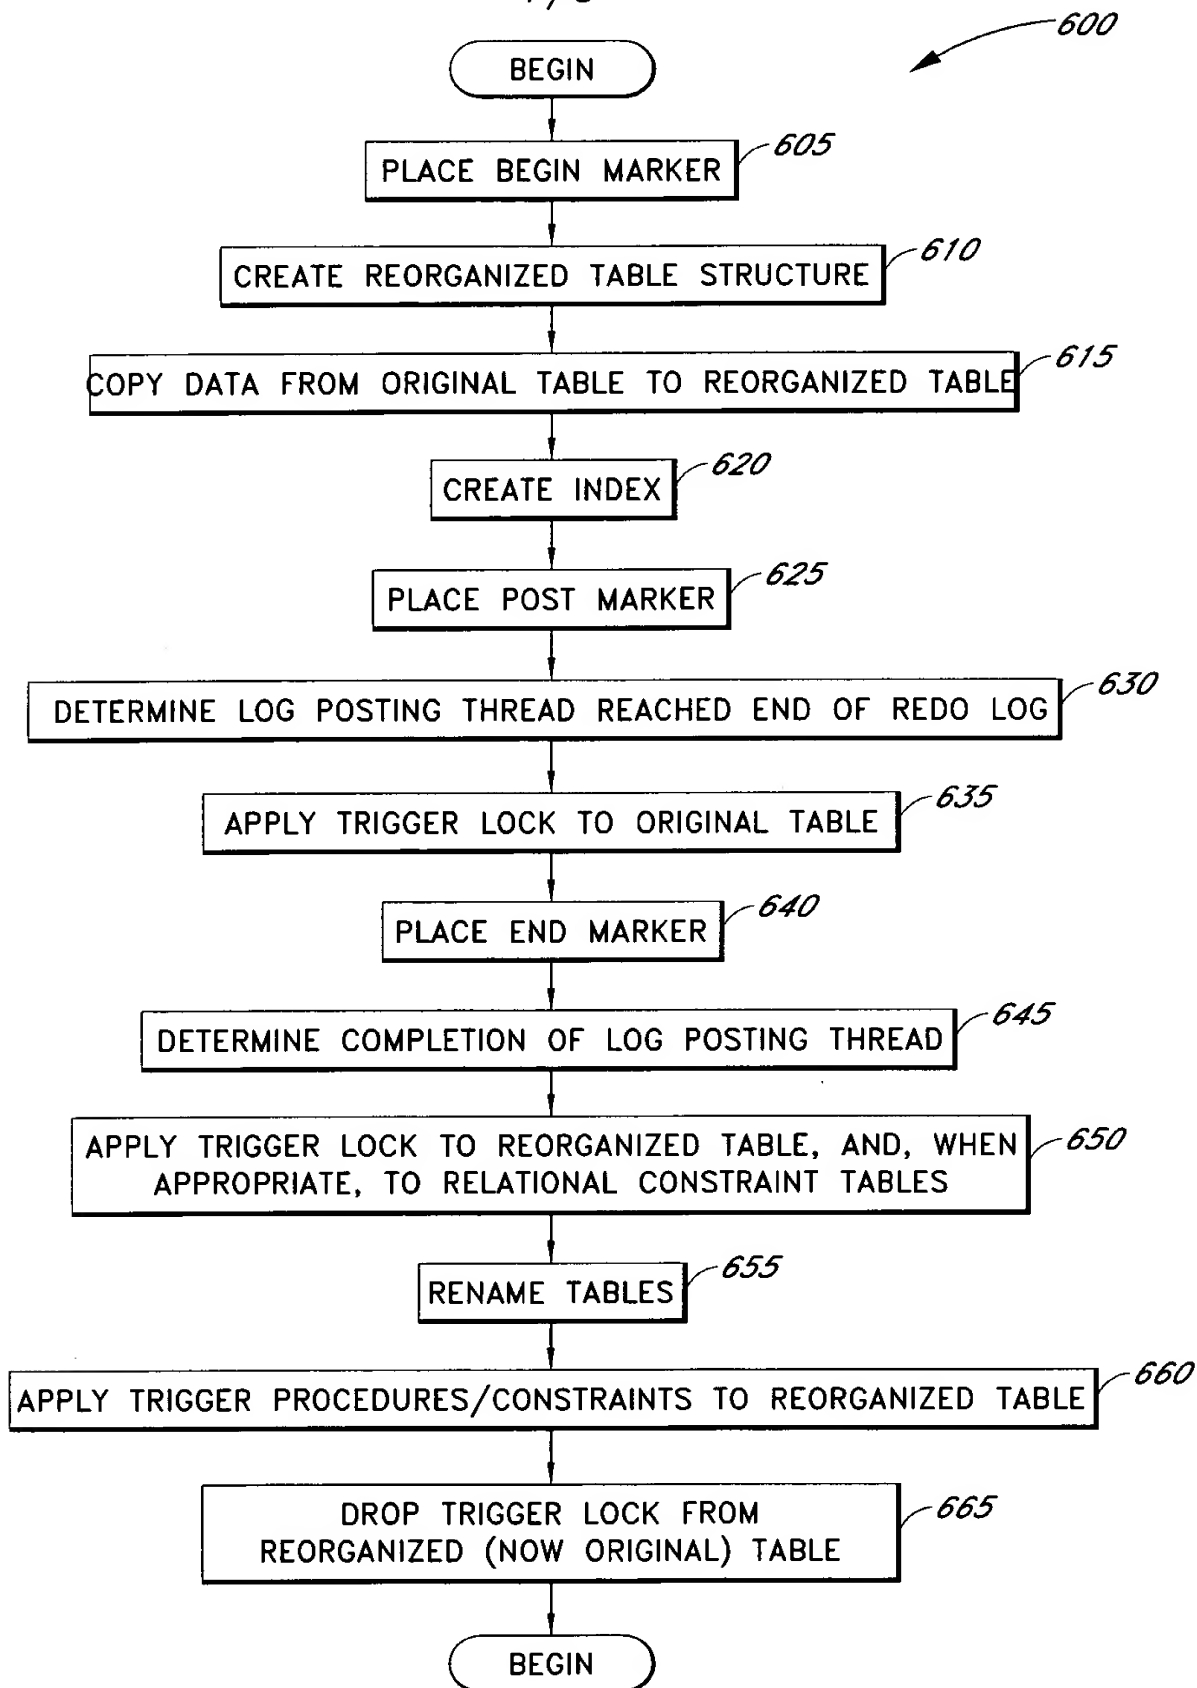 600
BEGIN
605
PLACE BEGIN MARKER
610
CREATE REORGANIZED TABLE STRUCTURE
615
COPY DATA FROM ORIGINAL TABLE TO REORGANIZED TABLE
620
CREATE INDEX
625
PLACE POST MARKER
630
DETERMINE LOG POSTING THREAD REACHED END OF REDO LOG
635
APPLY TRIGGER LOCK TO ORIGINAL TABLE
640
PLACE END MARKER
645
DETERMINE COMPLETION OF LOG POSTING THREAD
650
APPLY TRIGGER LOCK TO REORGANIZED TABLE, AND, WHEN
APPROPRIATE, TO RELATIONAL CONSTRAINT TABLES
655
RENAME TABLES
660
APPLY TRIGGER PROCEDURES/CONSTRAINTS TO REORGANIZED TABLE
665
DROP TRIGGER LOCK FROM
REORGANIZED (NOW ORIGINAL) TABLE
BEGIN